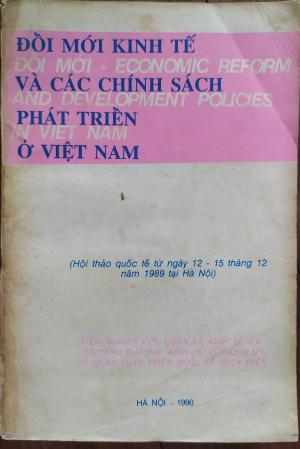 ĐỔI MỚI KINH TẾ
ĐỌI MỚI - ECONOMIC REFORM
VÀ CÁC CHÍNH SÁCH
AND DEVELOPMENT POLICIES
PHÁT TRIỂN
IN VIET NAM
Ở VIỆT NAM
(Hội thảo quốc tế từ ngày 12 - 15 tháng 12
năm 1989 tại Hà Nội)
VIỆN NGHIÊN CỨU QUẢN LÝ KINH TẾ T.W
TRƯỜNG ĐẠI HỌC KINH TẾ STOCKHOLM
CƠ QUAN PHÁT TRIỂN QUỐC TẾ THỤY ĐIỂN
HÀ NỘI - 1990